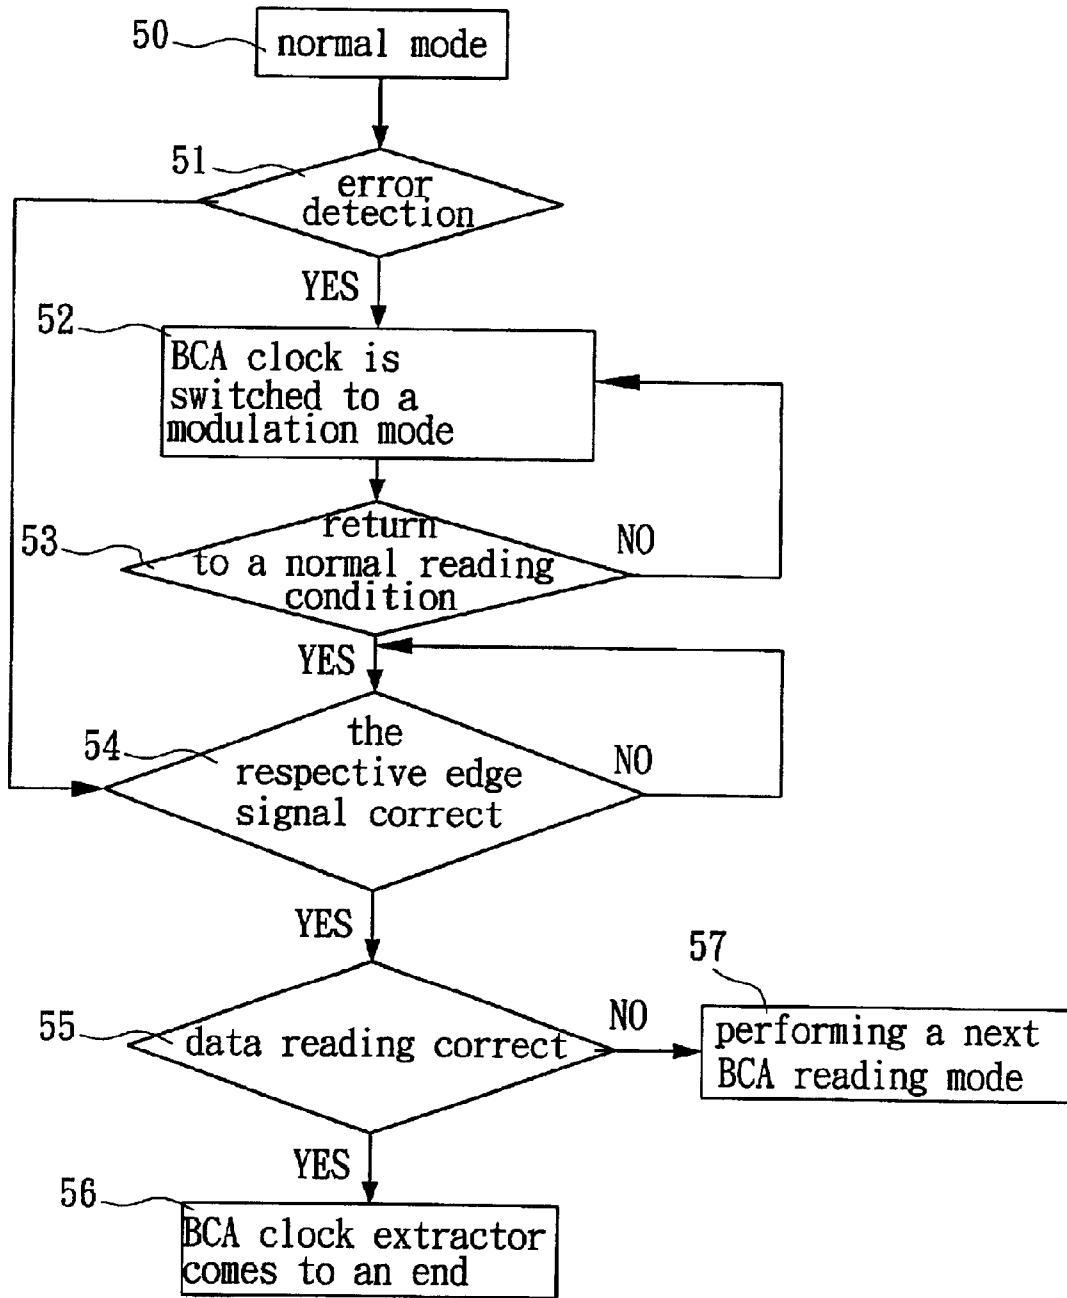 50
normal mode
51
error
detection
YES
52
BCA clock is
switched to a
modulation mode
53
return
to a normal reading
condition
NO
YES
54
the
respective edge
signal correct
NO
YES
55
data reading correct
NO
57
performing a next
BCA reading mode
YES
56
BCA clock extractor
comes to an end